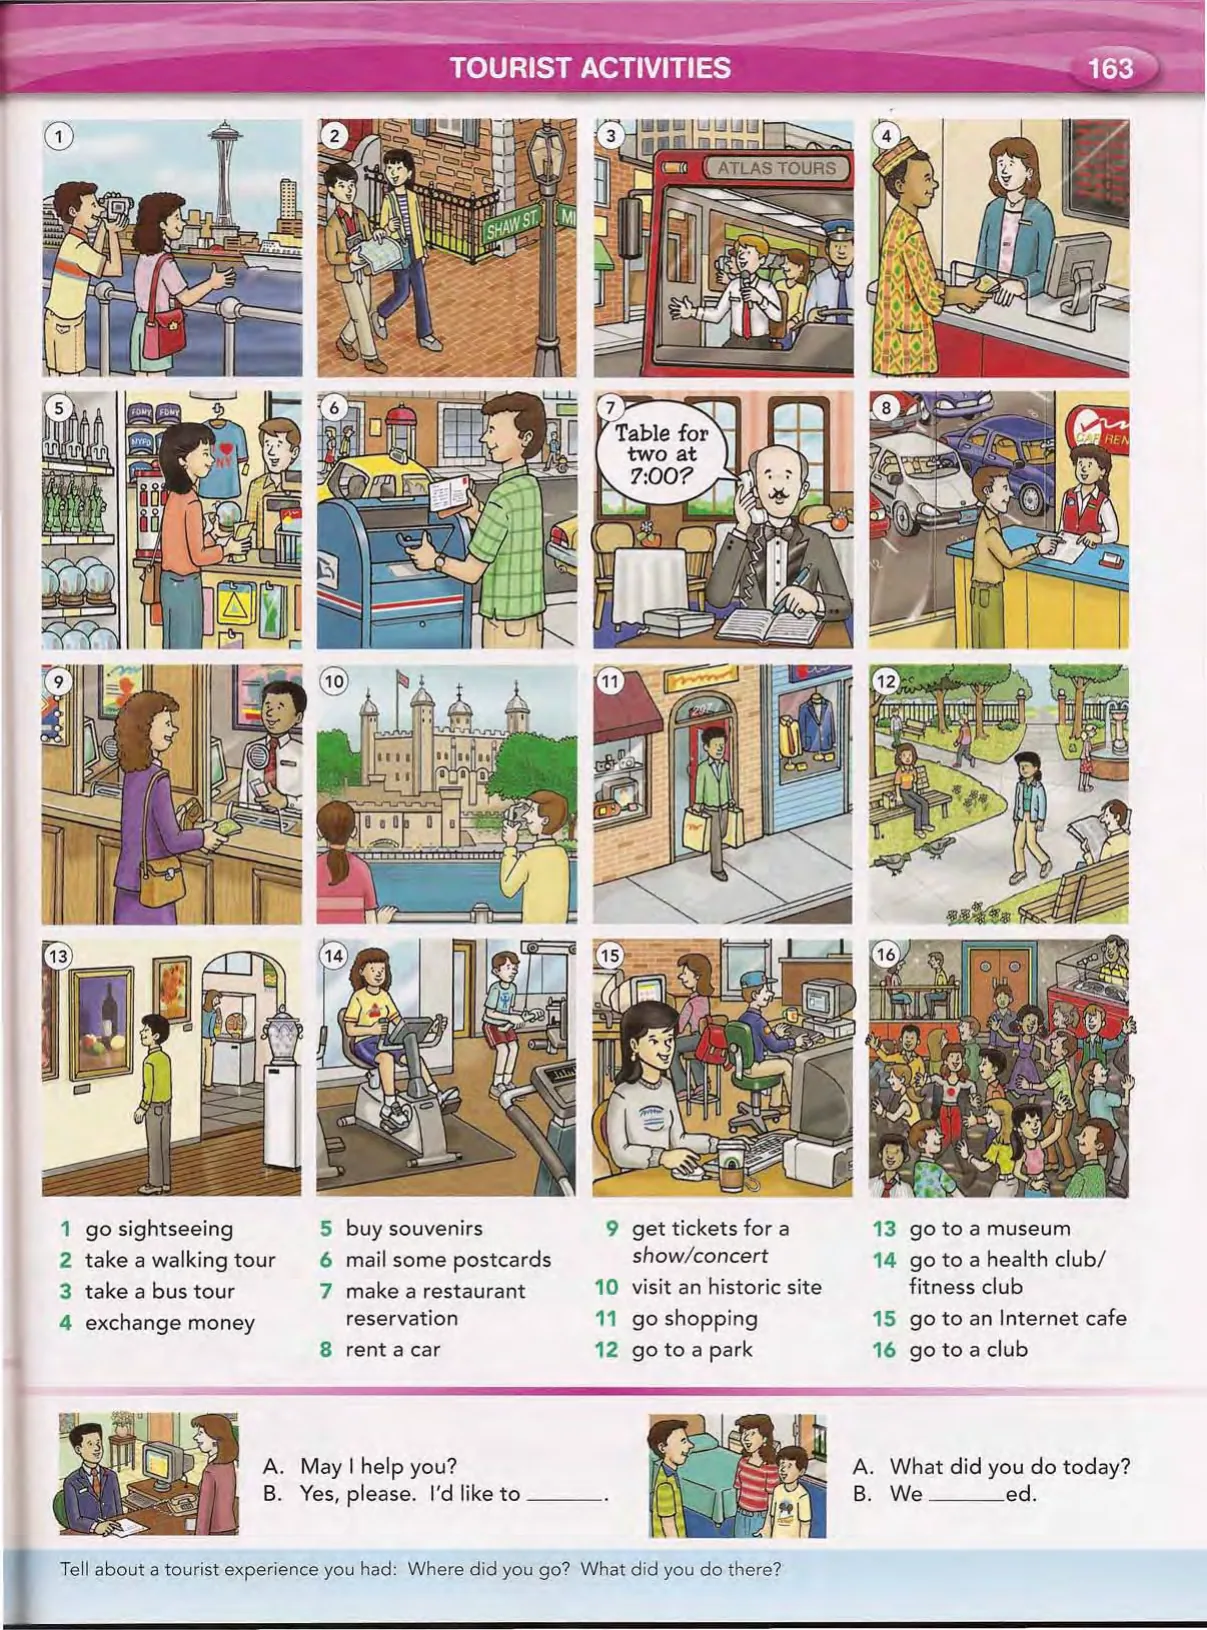 TOURIST ACTIVITIES
163
1
2
SHAW ST.
MI
3
ATLAS TOURS
4
5
FDNY FDNY
NYPD
NY
6
7
Table for
two at
7:00?
8
CAR REN
9
10
11
207
12
13
14
15
16
1 go sightseeing
2 take a walking tour
3 take a bus tour
4 exchange money
5 buy souvenirs
6 mail some postcards
7 make a restaurant
reservation
8 rent a car
9 get tickets for a
show/concert
10 visit an historic site
11 go shopping
12 go to a park
13 go to a museum
14 go to a health club/
fitness club
15 go to an Internet cafe
16 go to a club
A. May I help you?
B. Yes, please. I'd like to ______.
A. What did you do today?
B. We ______ed.
Tell about a tourist experience you had: Where did you go? What did you do there?